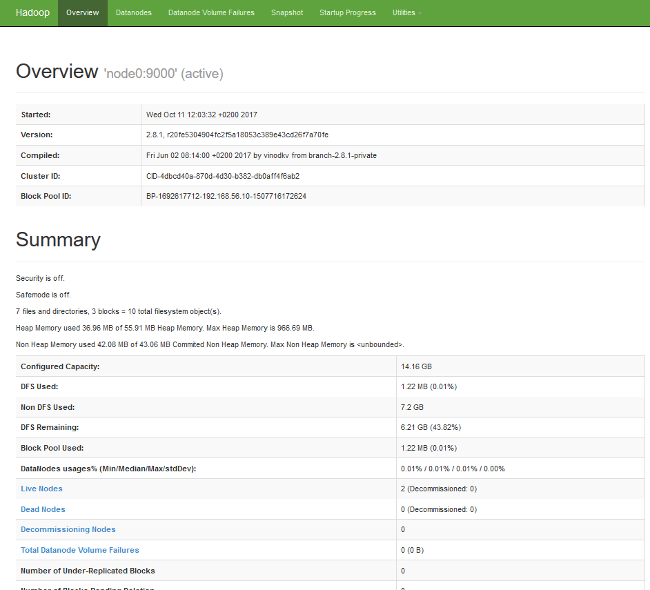 Hadoop Overview Datanodes Datanode Volume Failures Snapshot Startup Progress Utilities
Overview 'node0:9000' (active)
Started: Wed Oct 11 12:03:32 +0200 2017
Version: 2.8.1, r20fe5304904fc2f5a18053c389e43cd26f7a70fe
Compiled: Fri Jun 02 08:14:00 +0200 2017 by vinodkv from branch-2.8.1-private
Cluster ID: CID-4dbcd40a-870d-4d30-b382-db0aff4f6ab2
Block Pool ID: BP-1692617712-192.168.56.10-1507716172624
Summary
Security is off.
Safemode is off.
7 files and directories, 3 blocks = 10 total filesystem object(s).
Heap Memory used 36.96 MB of 55.91 MB Heap Memory. Max Heap Memory is 966.69 MB.
Non Heap Memory used 42.08 MB of 43.06 MB Commited Non Heap Memory. Max Non Heap Memory is <unbounded>.
Configured Capacity: 14.16 GB
DFS Used: 1.22 MB (0.01%)
Non DFS Used: 7.2 GB
DFS Remaining: 6.21 GB (43.82%)
Block Pool Used: 1.22 MB (0.01%)
DataNodes usages% (Min/Median/Max/stdDev): 0.01% / 0.01% / 0.01% / 0.00%
Live Nodes 2 (Decommissioned: 0)
Dead Nodes 0 (Decommissioned: 0)
Decommissioning Nodes 0
Total Datanode Volume Failures 0 (0 B)
Number of Under-Replicated Blocks 0
Number of Blocks Pending Deletion